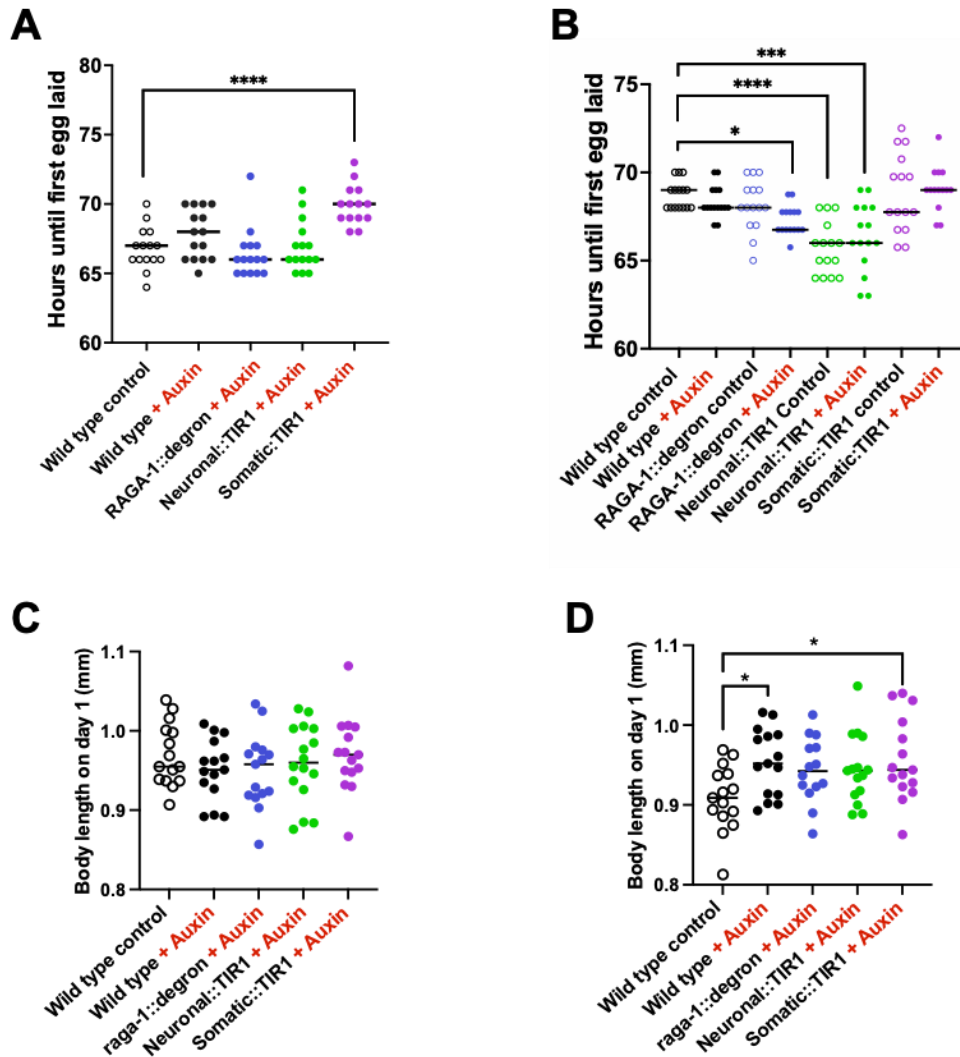 A
Hours until first egg laid
80
75
70
65
60
****
Wild type control
Wild type + Auxin
RAGA-1::degron + Auxin
Neuronal::TIR1 + Auxin
Somatic::TIR1 + Auxin
B
Hours until first egg laid
75
70
65
60
***
****
*
Wild type control
Wild type + Auxin
RAGA-1::degron control
RAGA-1::degron + Auxin
Neuronal::TIR1 Control
Neuronal::TIR1 + Auxin
Somatic::TIR1 control
Somatic::TIR1 + Auxin
C
Body length on day 1 (mm)
1.1
1.0
0.9
0.8
Wild type control
Wild type + Auxin
raga-1::degron + Auxin
Neuronal::TIR1 + Auxin
Somatic::TIR1 + Auxin
D
Body length on day 1 (mm)
1.1
1.0
0.9
0.8
*
*
Wild type control
Wild type + Auxin
raga-1::degron + Auxin
Neuronal::TIR1 + Auxin
Somatic::TIR1 + Auxin